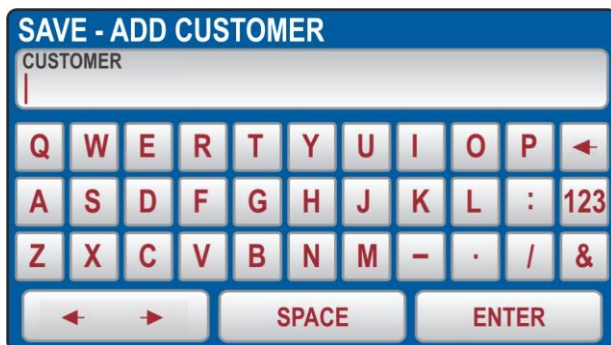 SAVE - ADD CUSTOMER
CUSTOMER
Q W E R T Y U I O P ←
A S D F G H J K L : 123
Z X C V B N M - . / &
← → SPACE ENTER